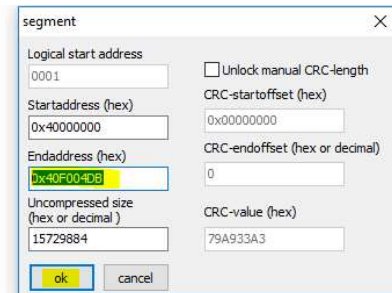 segment
Logical start address
0001
Startaddress (hex)
0x40000000
Endaddress (hex)
0x40F004DB
Uncompressed size
(hex or decimal )
15729884
ok
cancel
Unlock manual CRC-length
CRC-startoffset (hex)
0x00000000
CRC-endoffset (hex or decimal)
0
CRC-value (hex)
79A933A3